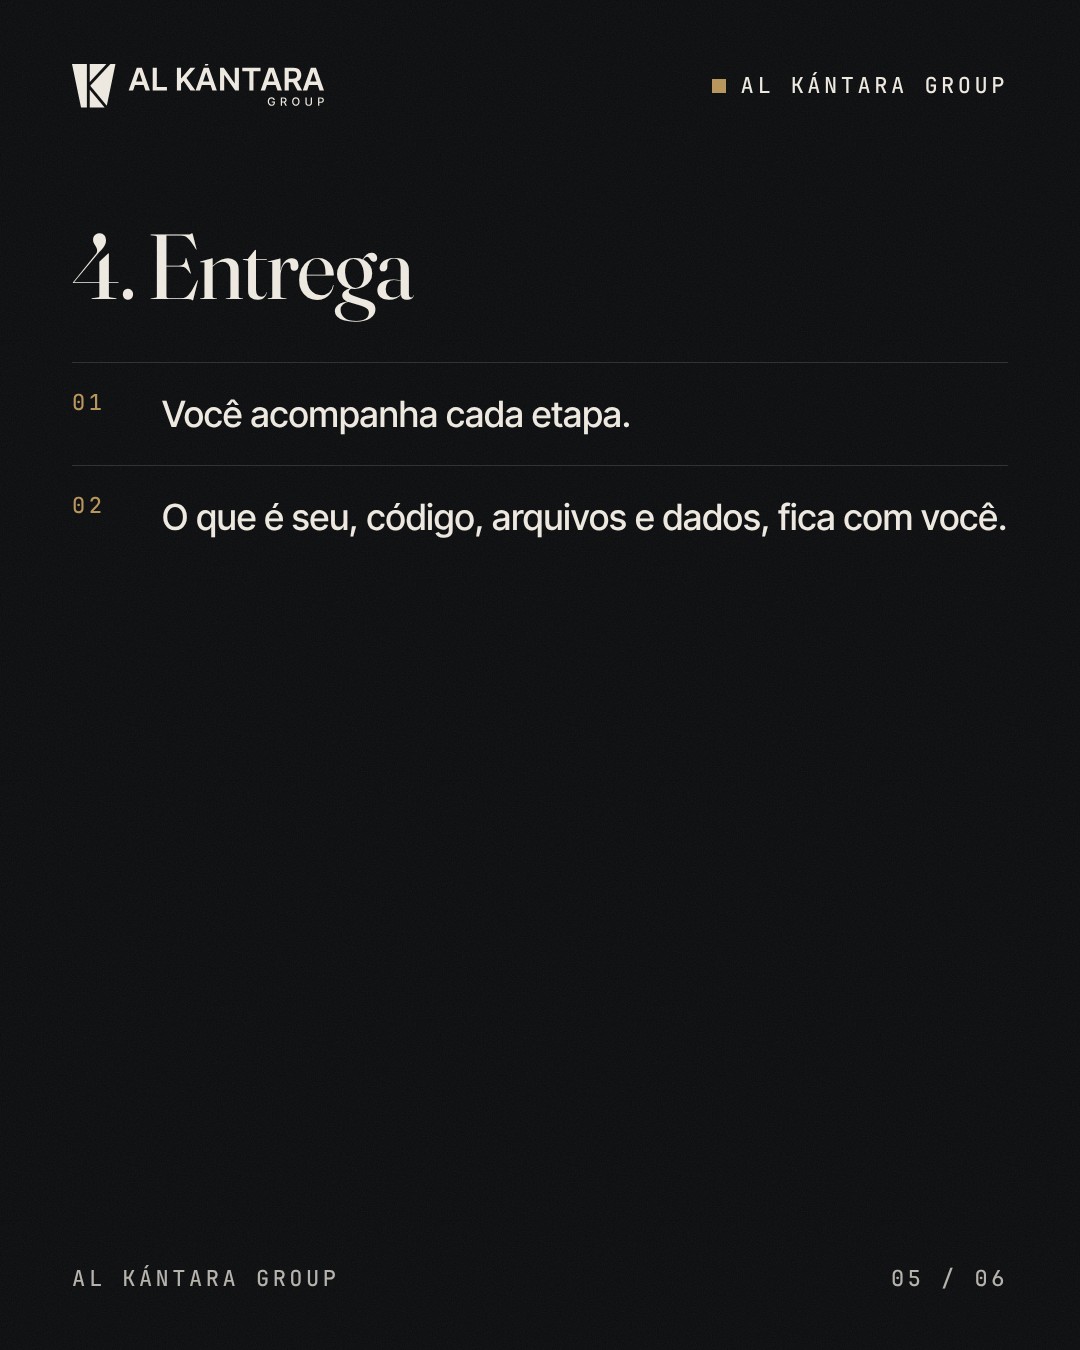 AL KÁNTARA
GROUP
AL KÁNTARA GROUP
4. Entrega
01
Você acompanha cada etapa.
02
O que é seu, código, arquivos e dados, fica com você.
AL KÁNTARA GROUP
05 / 06